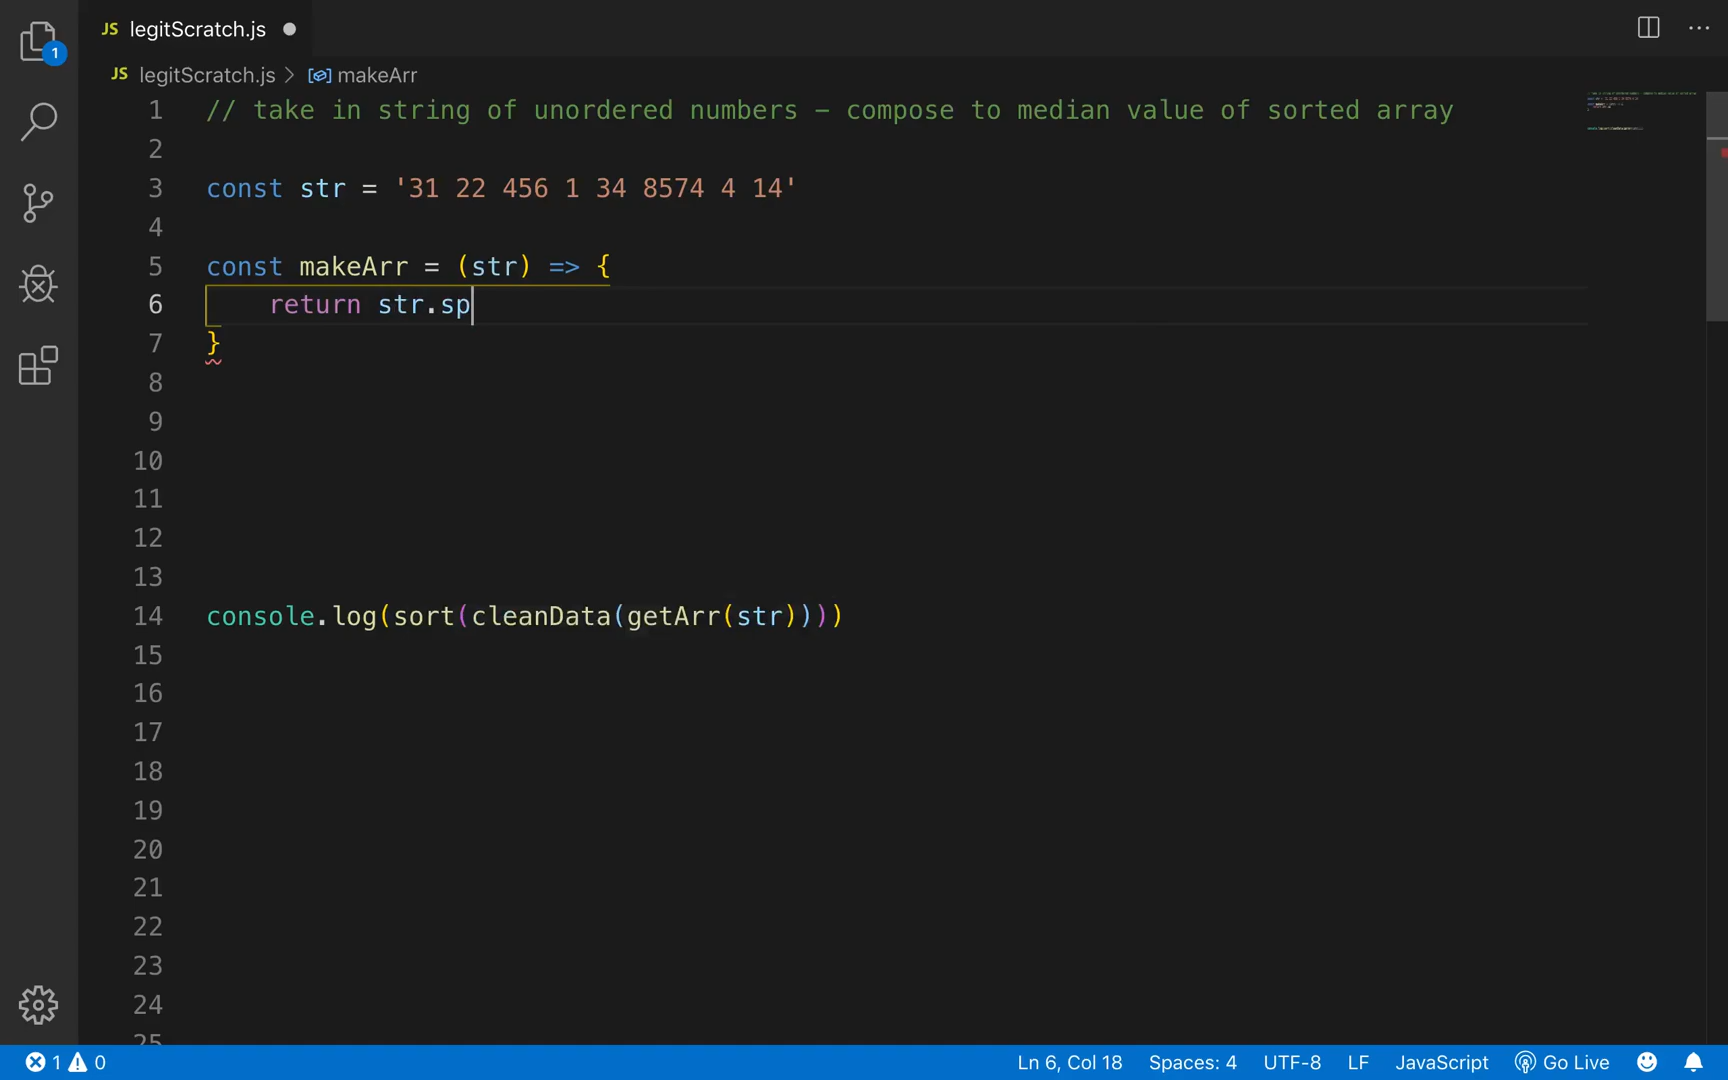 JS legitScratch.js
JS legitScratch.js > makeArr
1
1 // take in string of unordered numbers – compose to median value of sorted array
2
3 const str = '31 22 456 1 34 8574 4 14'
4
5 const makeArr = (str) => {
6 return str.sp
7 }
8
9
10
11
12
13
14 console.log(sort(cleanData(getArr(str))))
15
16
17
18
19
20
21
22
23
24
25
1 0 Ln 6, Col 18 Spaces: 4 UTF-8 LF JavaScript Go Live